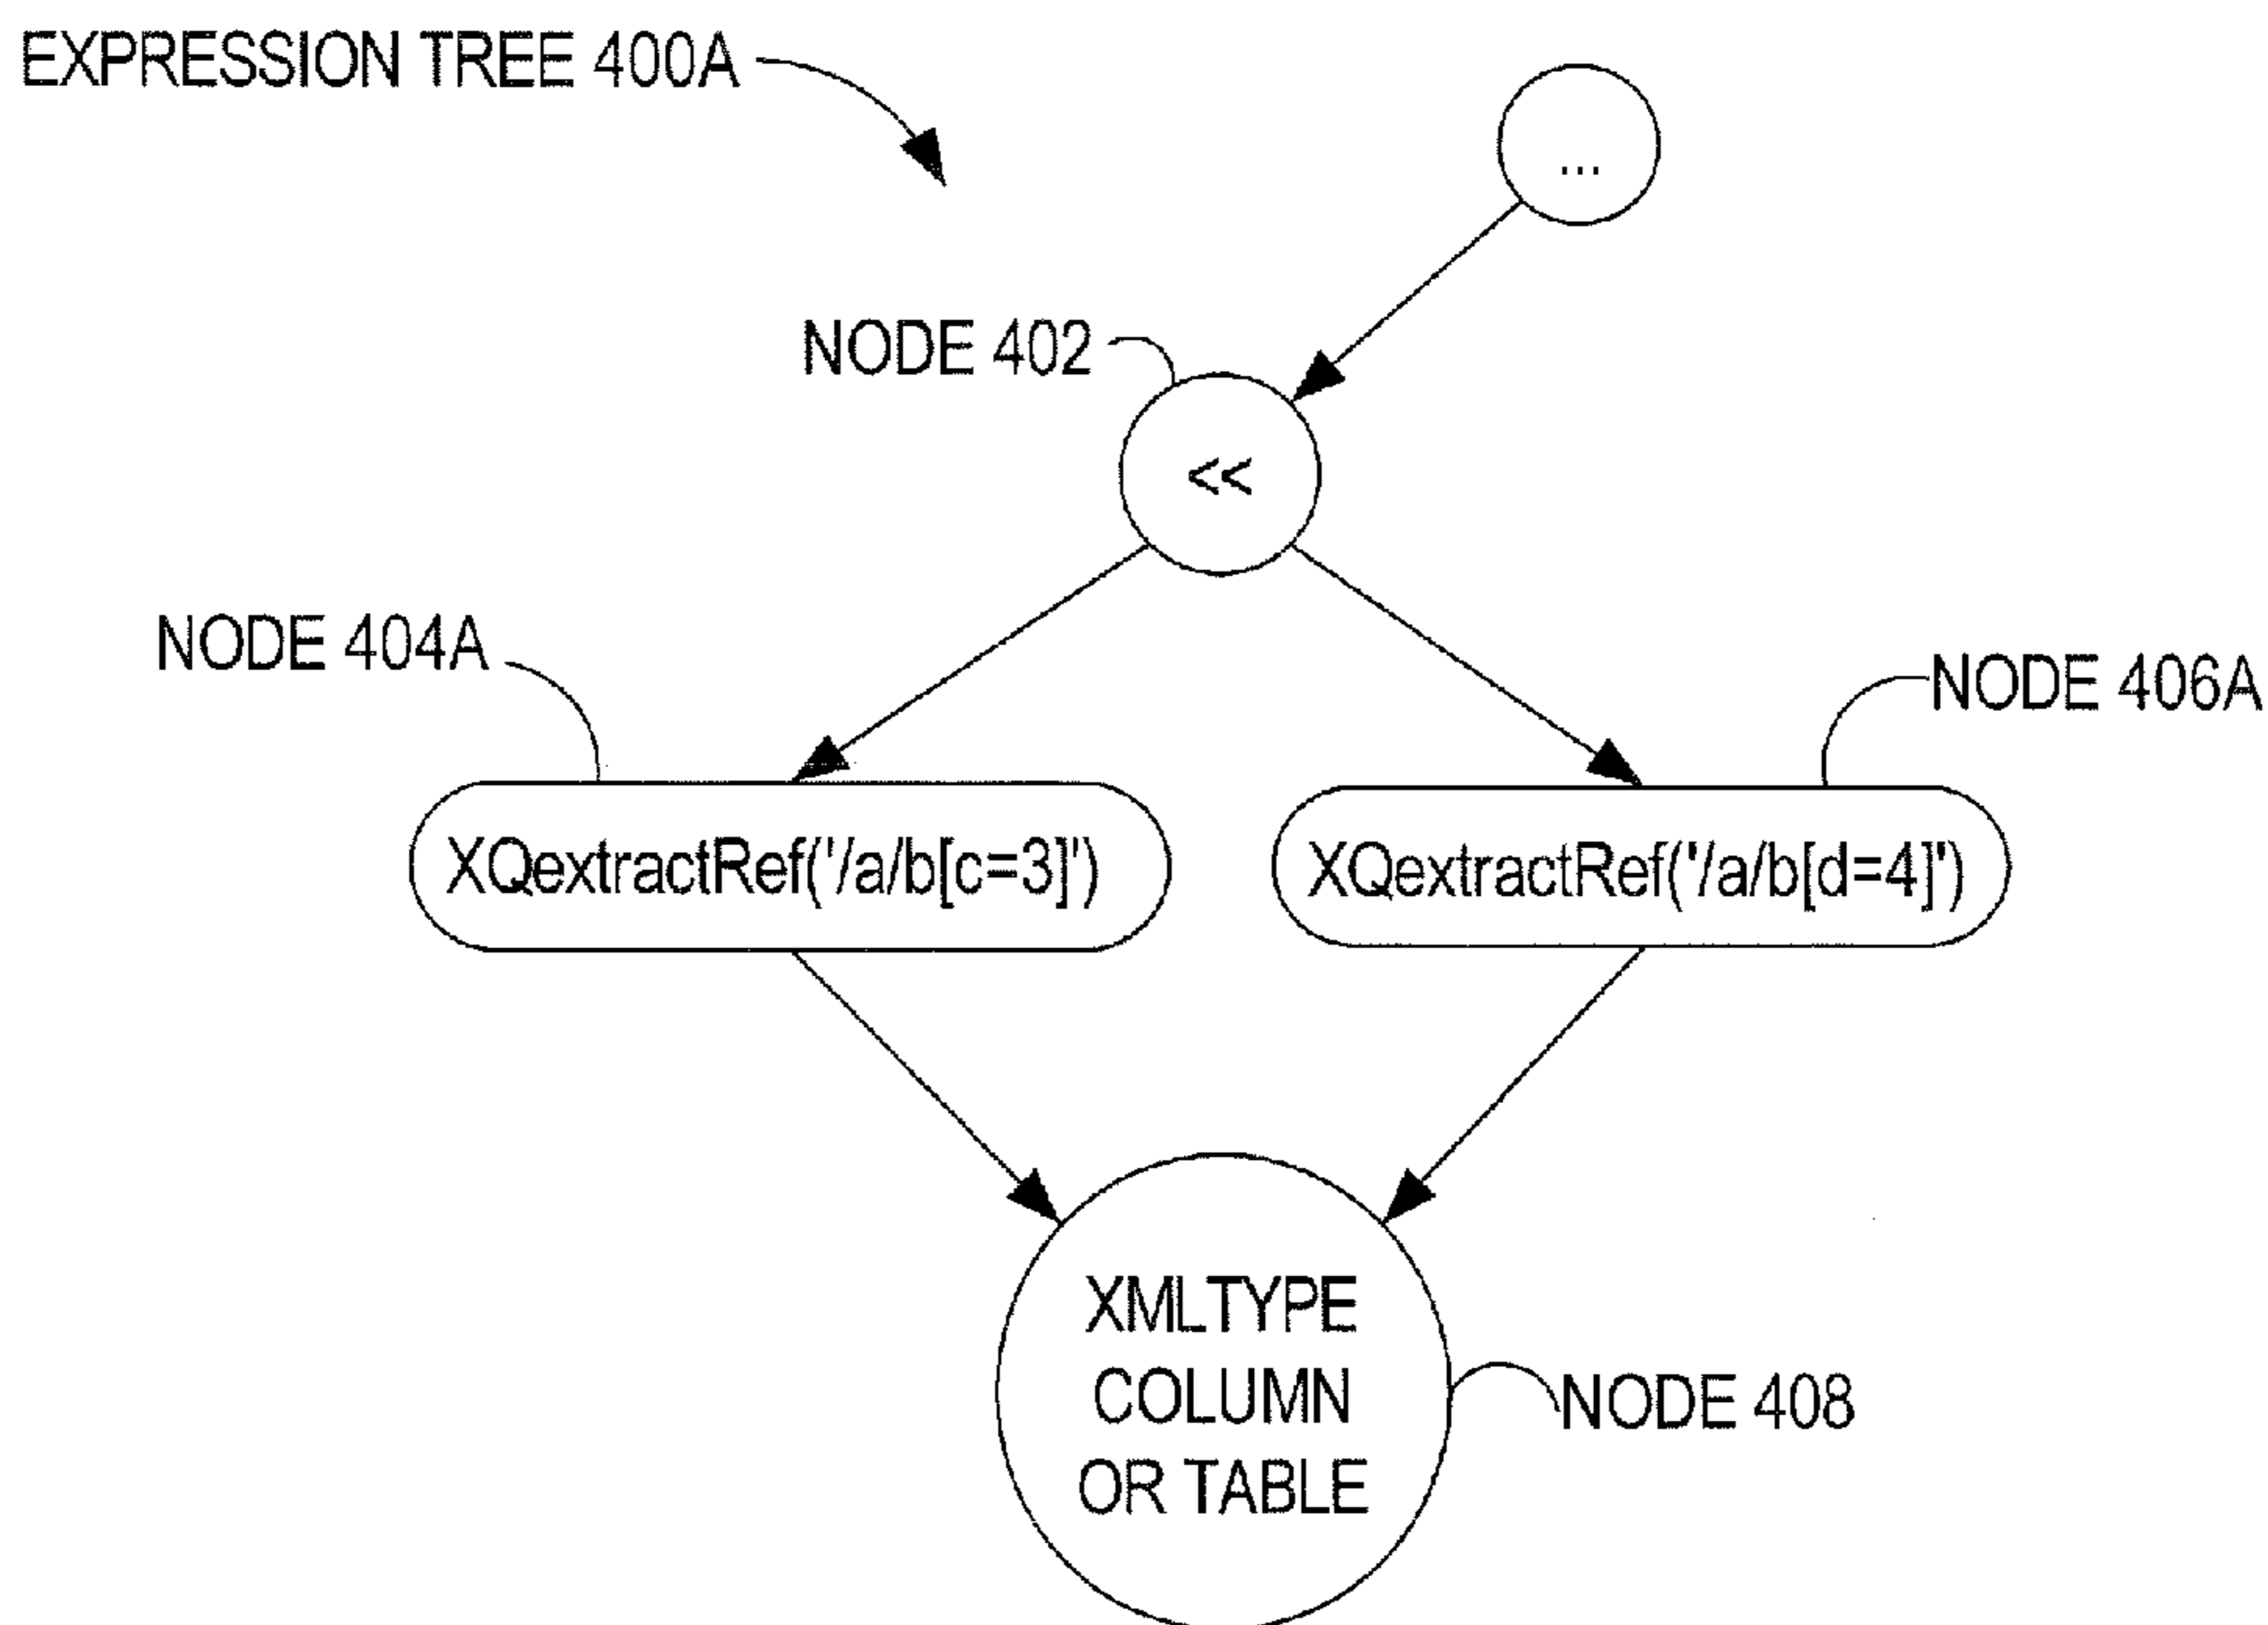 EXPRESSION TREE 400A
...
NODE 402
<<
NODE 404A
NODE 406A
XQextractRef('/a/b[c=3]')
XQextractRef('/a/b[d=4]')
XMLTYPE
COLUMN
OR TABLE
NODE 408